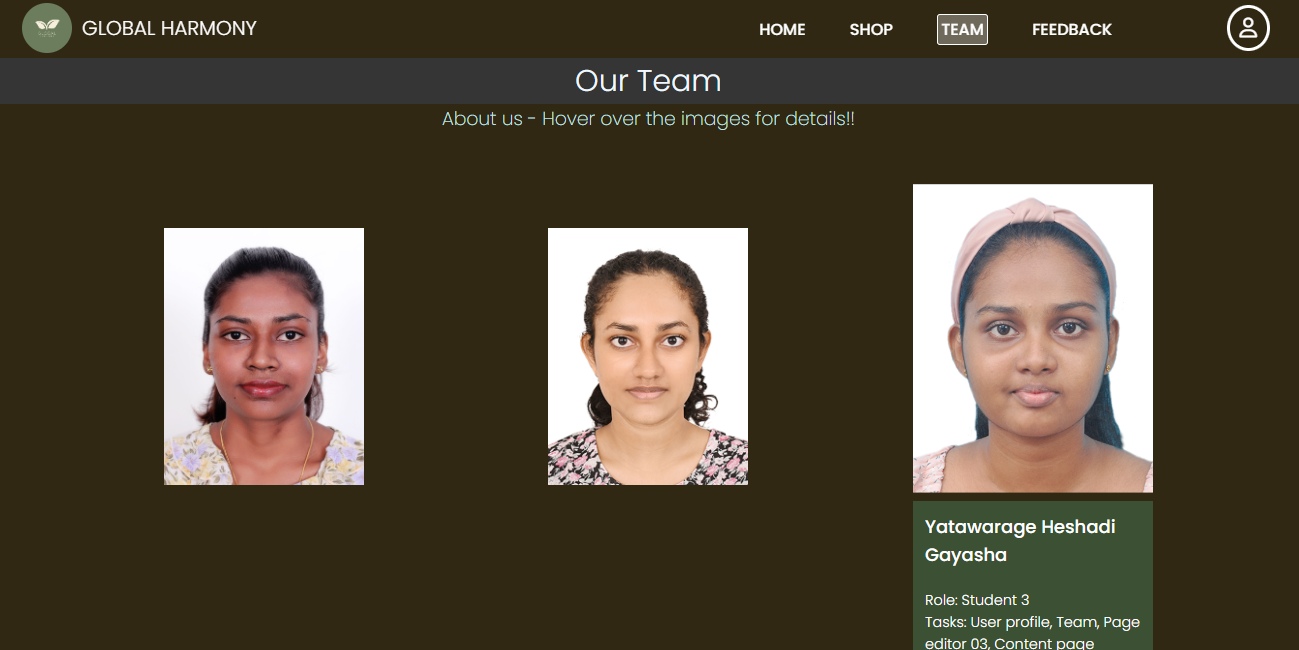 GLOBAL HARMONY
HOME SHOP TEAM FEEDBACK
Our Team
About us - Hover over the images for details!!
Yatawarage Heshadi
Gayasha
Role: Student 3
Tasks: User profile, Team, Page
editor 03, Content page